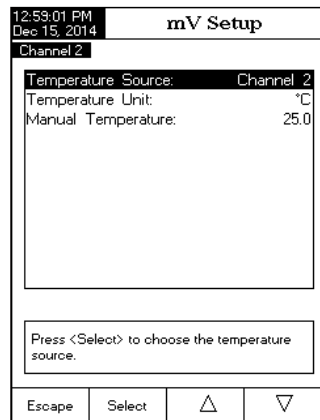 12:59:01 PM
Dec 15, 2014
mV Setup
Channel 2
Temperature Source: Channel 2
Temperature Unit: °C
Manual Temperature: 25.0
Press <Select> to choose the temperature
source.
Escape Select △ ▽